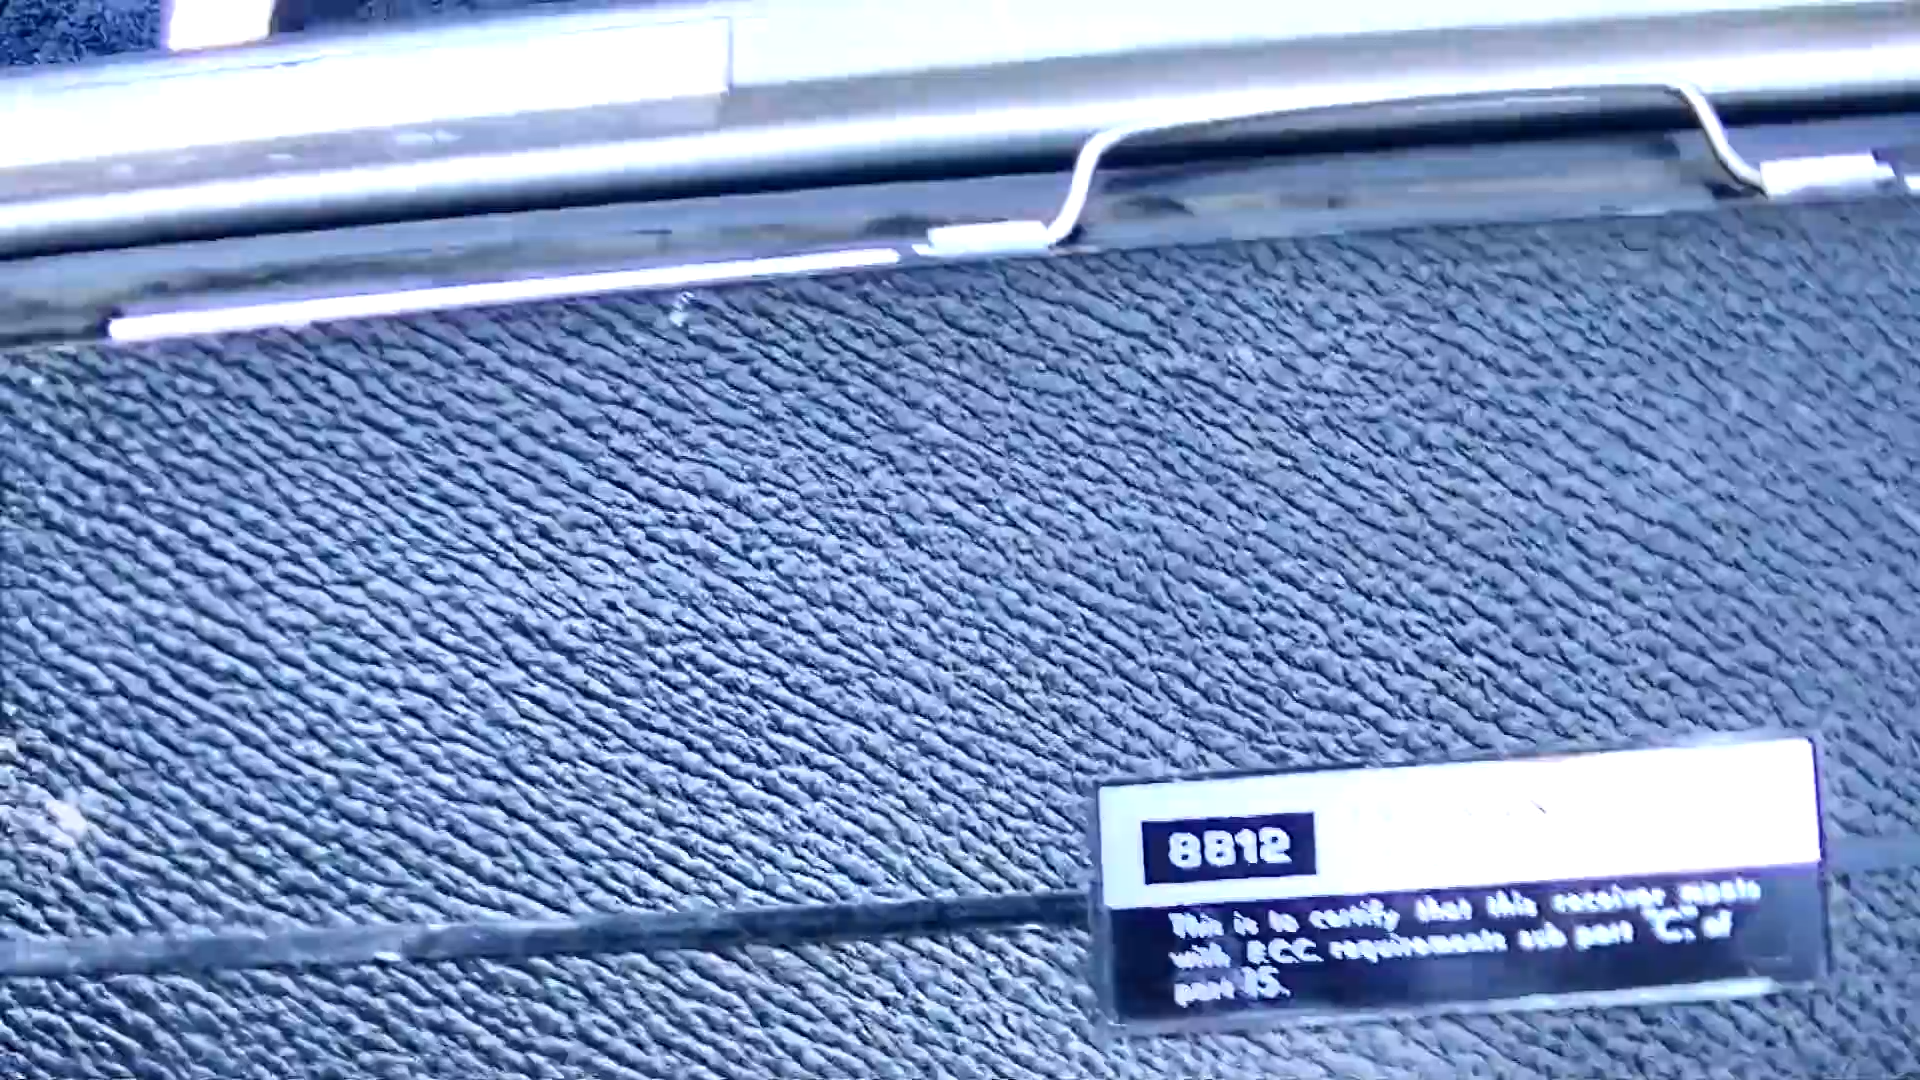 8812
This is to certify that this receiver meets
with F.C.C. requirements sub part "C", of
part 15.